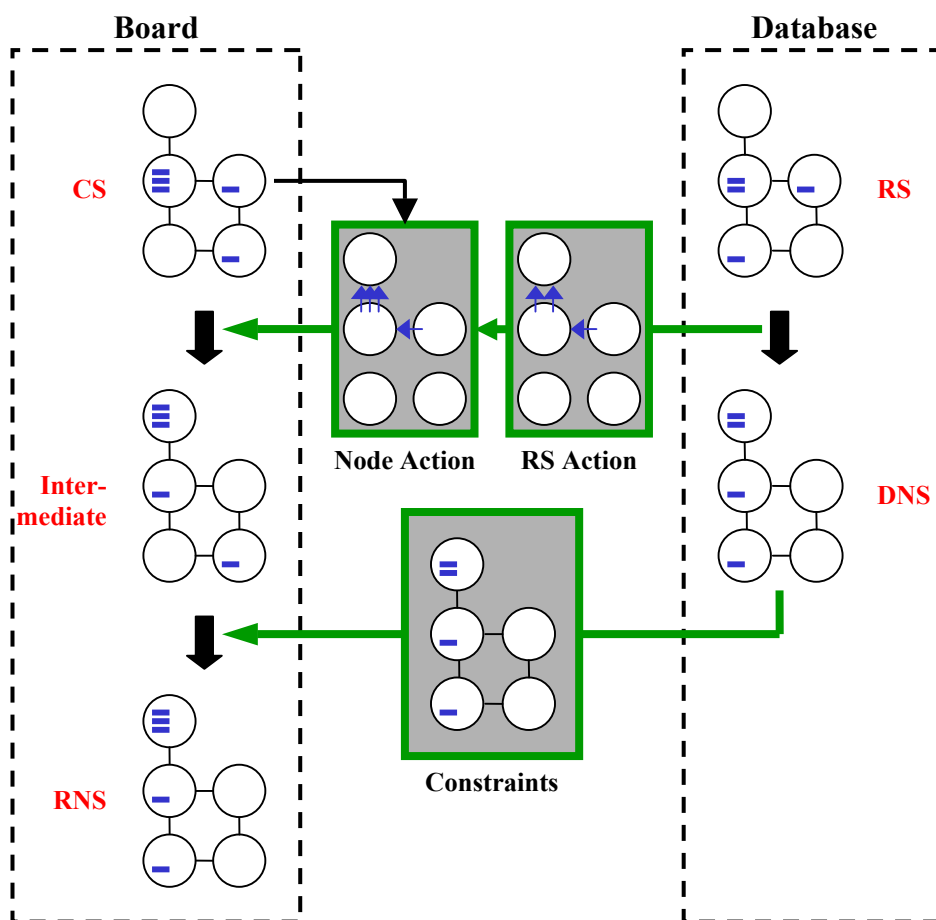 Board
Database
CS
RS
Node Action
RS Action
Inter-
mediate
DNS
Constraints
RNS